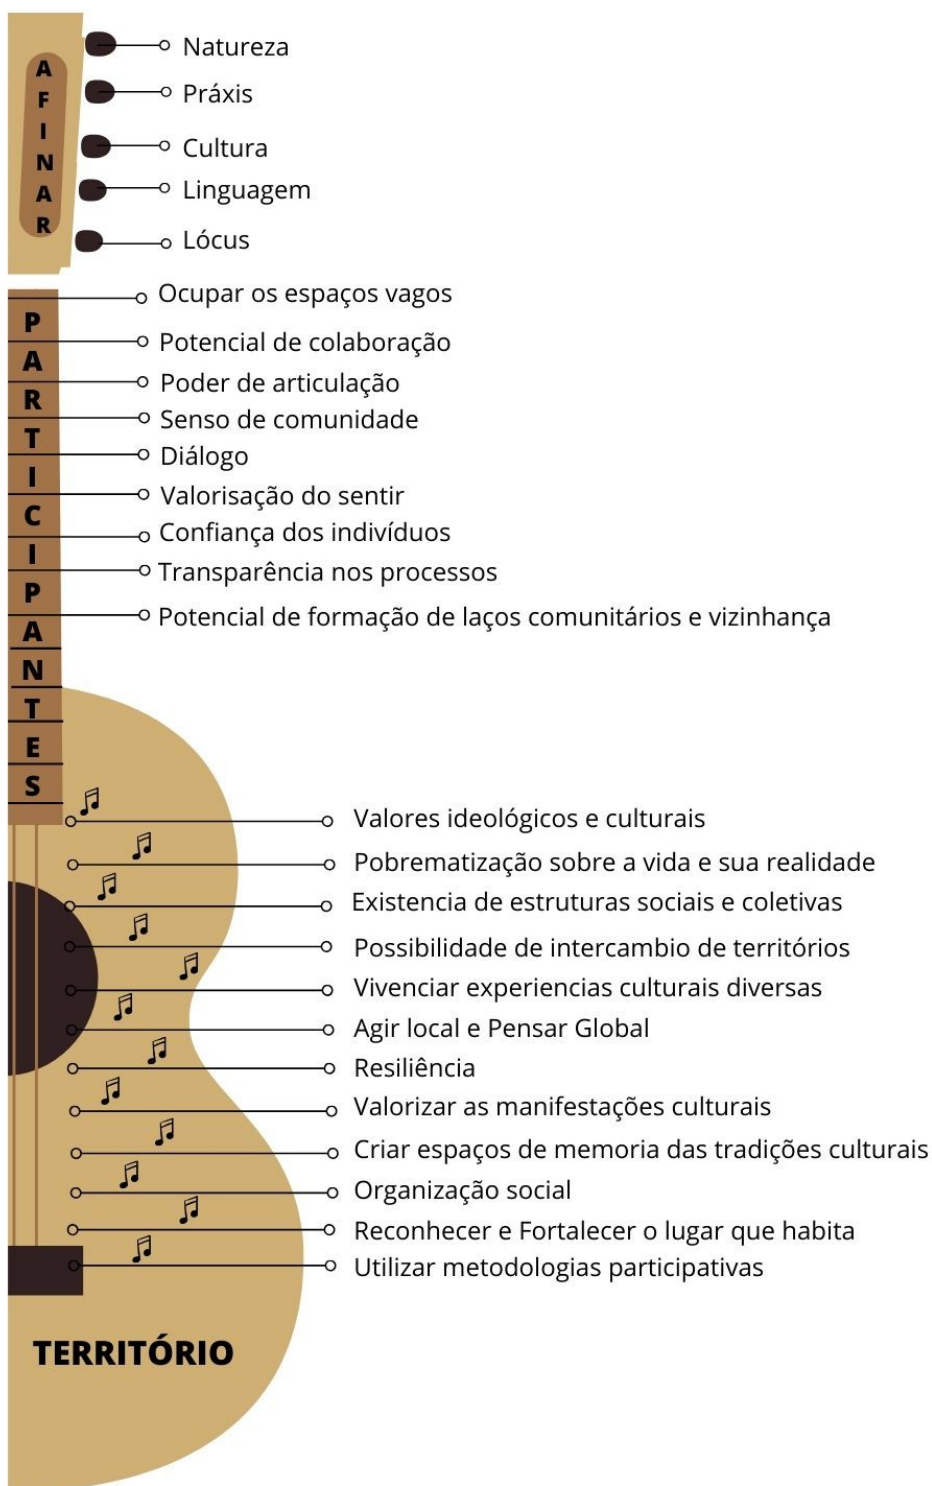 AFINAR
Natureza
Práxis
Cultura
Linguagem
Lócus
PARTICIPANTES
Ocupar os espaços vagos
Potencial de colaboração
Poder de articulação
Senso de comunidade
Diálogo
Valorisação do sentir
Confiança dos indivíduos
Transparência nos processos
Potencial de formação de laços comunitários e vizinhança
Valores ideológicos e culturais
Pobrematização sobre a vida e sua realidade
Existencia de estruturas sociais e coletivas
Possibilidade de intercambio de territórios
Vivenciar experiencias culturais diversas
Agir local e Pensar Global
Resiliência
Valorizar as manifestações culturais
Criar espaços de memoria das tradições culturais
Organização social
Reconhecer e Fortalecer o lugar que habita
Utilizar metodologias participativas
TERRITÓRIO